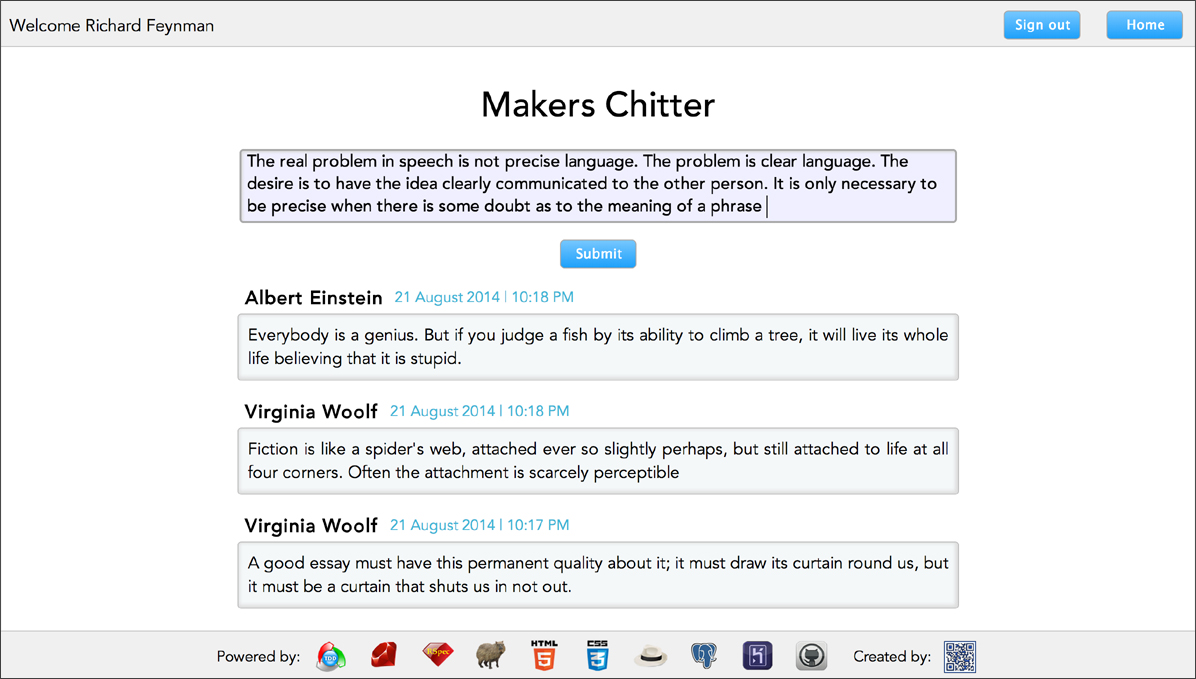 Welcome Richard Feynman
Sign out
Home
Makers Chitter
The real problem in speech is not precise language. The problem is clear language. The
desire is to have the idea clearly communicated to the other person. It is only necessary to
be precise when there is some doubt as to the meaning of a phrase
Submit
Albert Einstein 21 August 2014 | 10:18 PM
Everybody is a genius. But if you judge a fish by its ability to climb a tree, it will live its whole
life believing that it is stupid.
Virginia Woolf 21 August 2014 | 10:18 PM
Fiction is like a spider's web, attached ever so slightly perhaps, but still attached to life at all
four corners. Often the attachment is scarcely perceptible
Virginia Woolf 21 August 2014 | 10:17 PM
A good essay must have this permanent quality about it; it must draw its curtain round us, but
it must be a curtain that shuts us in not out.
Powered by:
TDD
RSpec
HTML
5
CSS
3
Created by: